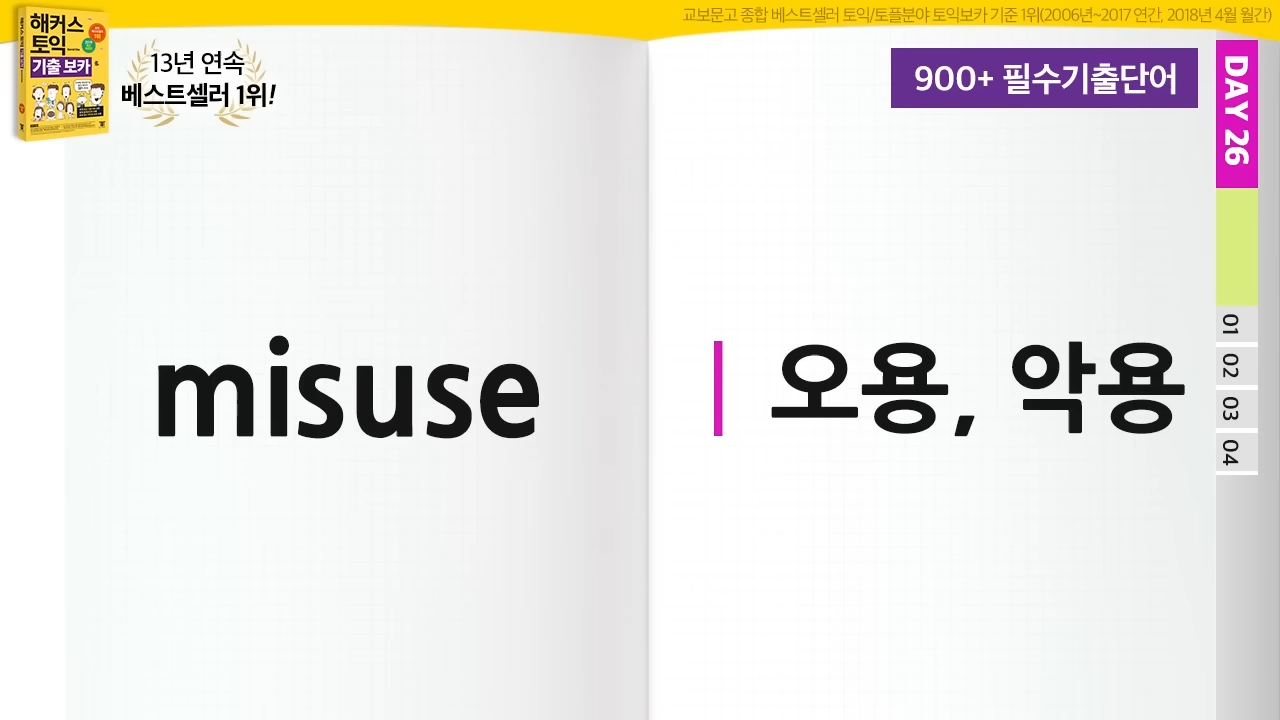 교보문고 종합 베스트셀러 토익/토플분야 토익보카 기준 1위(2006년~2017 연간, 2018년 4월 월간)
해커스
토익
기출 보카
13년 연속
베스트셀러 1위!
900+ 필수기출단어
DAY 26
misuse
오용, 악용
01
02
03
04